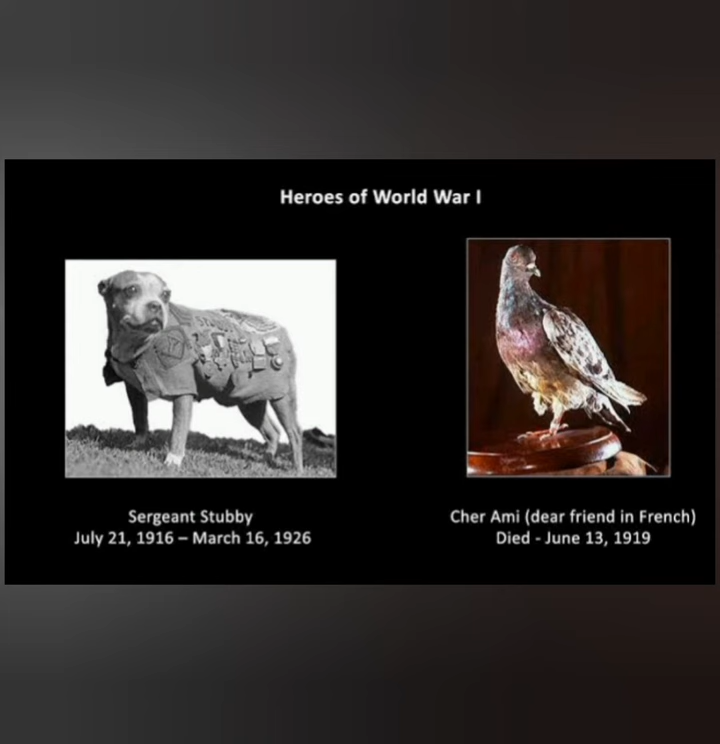 Heroes of World War I
Sergeant Stubby
July 21, 1916 – March 16, 1926
Cher Ami (dear friend in French)
Died - June 13, 1919